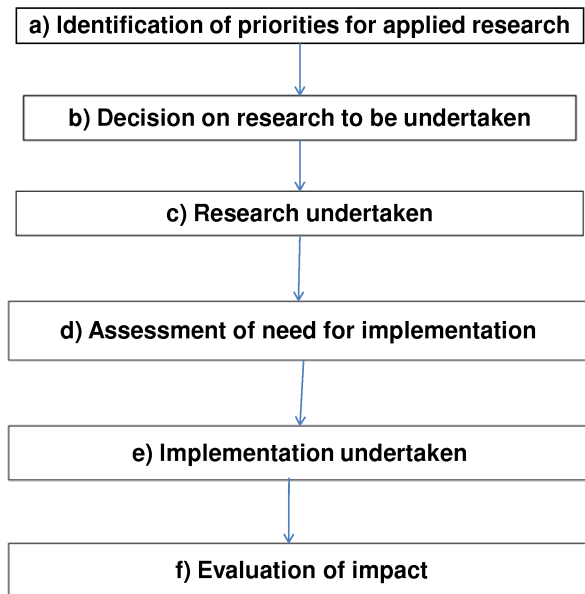 a) Identification of priorities for applied research
b) Decision on research to be undertaken
c) Research undertaken
d) Assessment of need for implementation
e) Implementation undertaken
f) Evaluation of impact